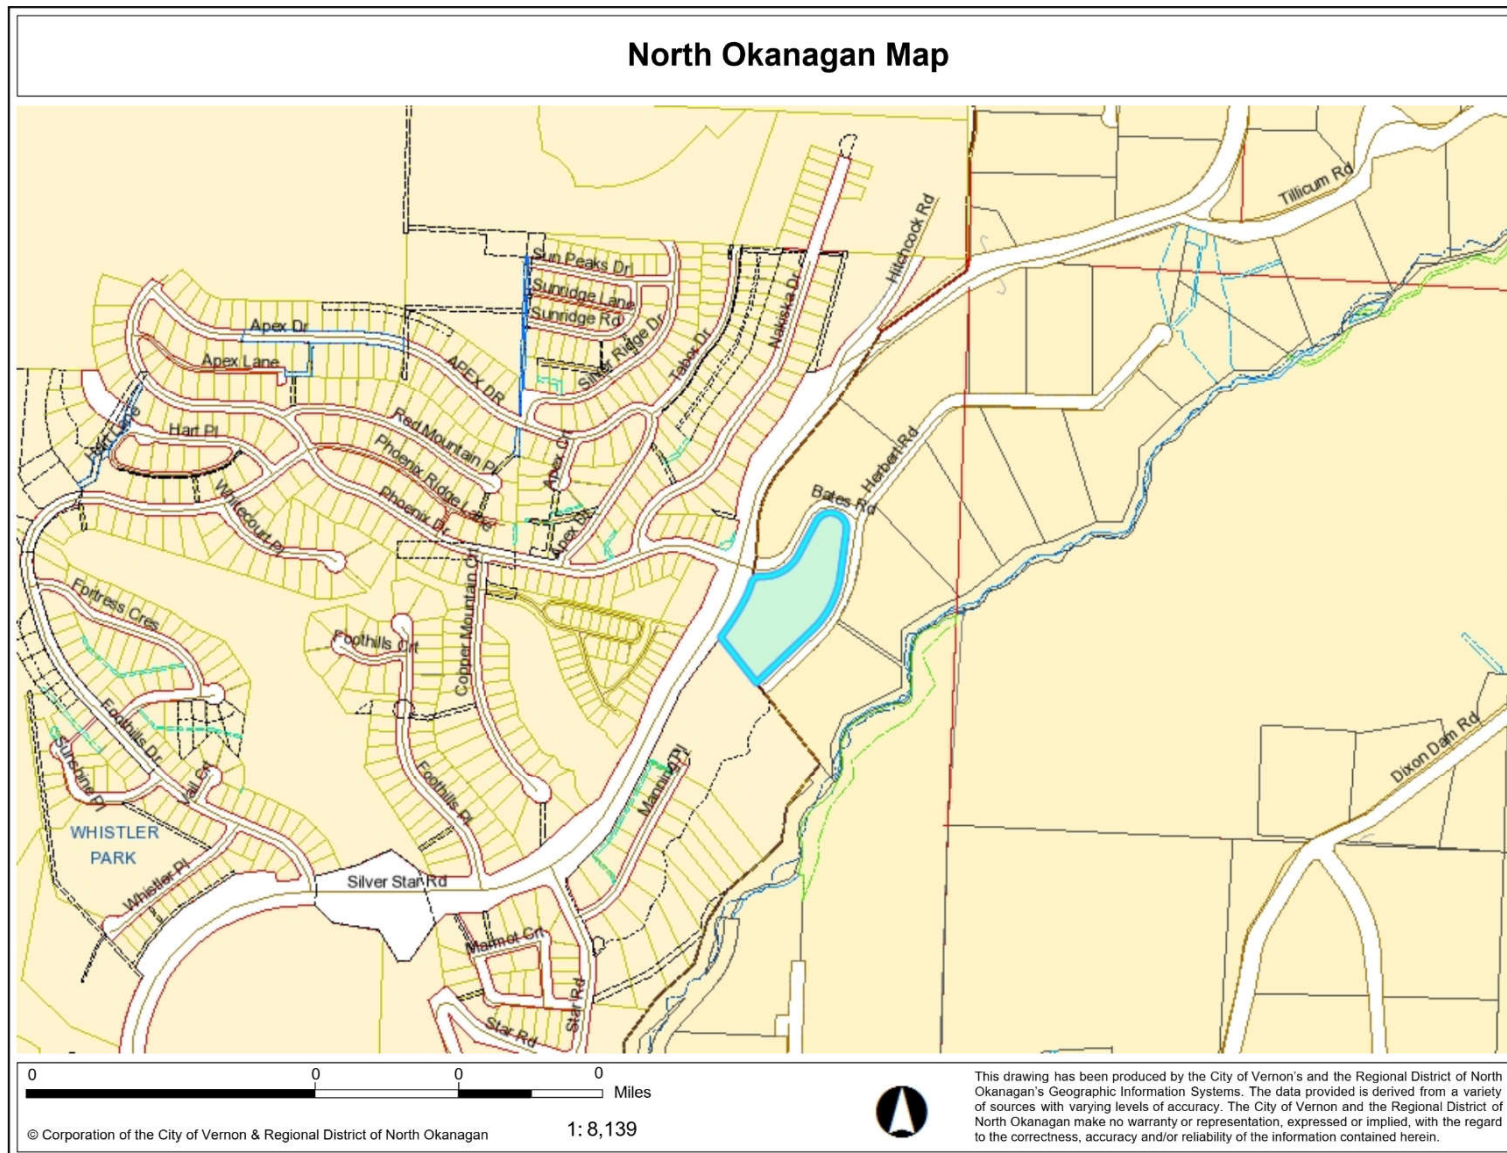 North Okanagan Map
Hitchcock Rd
Tillicum Rd
Sun Peaks Dr
Sunridge Lane
Sunridge Rd
Silver Ridge Dr
Tabor Dr
Nakiska Dr
Apex Dr
Apex Lane
APEX DR
Red Mountain Pl
Hart Lane
Hart Pl
Phoenix Ridge Lane
Phoenix Dr
Apex Crt
Apex Dr
Whitecourt Pl
Bates Rd
Herbert Rd
Copper Mountain Crt
Fortress Cres
Foothills Crt
Foothills Dr
Sunshine Pl
Vail Crt
Foothills Pl
Manning Pl
Dixon Dam Rd
WHISTLER
PARK
Whistler Pl
Silver Star Rd
Marmot Crt
Star Rd
Star Rd
0 0 0 0
Miles
© Corporation of the City of Vernon & Regional District of North Okanagan
1: 8,139
This drawing has been produced by the City of Vernon's and the Regional District of North
Okanagan's Geographic Information Systems. The data provided is derived from a variety
of sources with varying levels of accuracy. The City of Vernon and the Regional District of
North Okanagan make no warranty or representation, expressed or implied, with the regard
to the correctness, accuracy and/or reliability of the information contained herein.